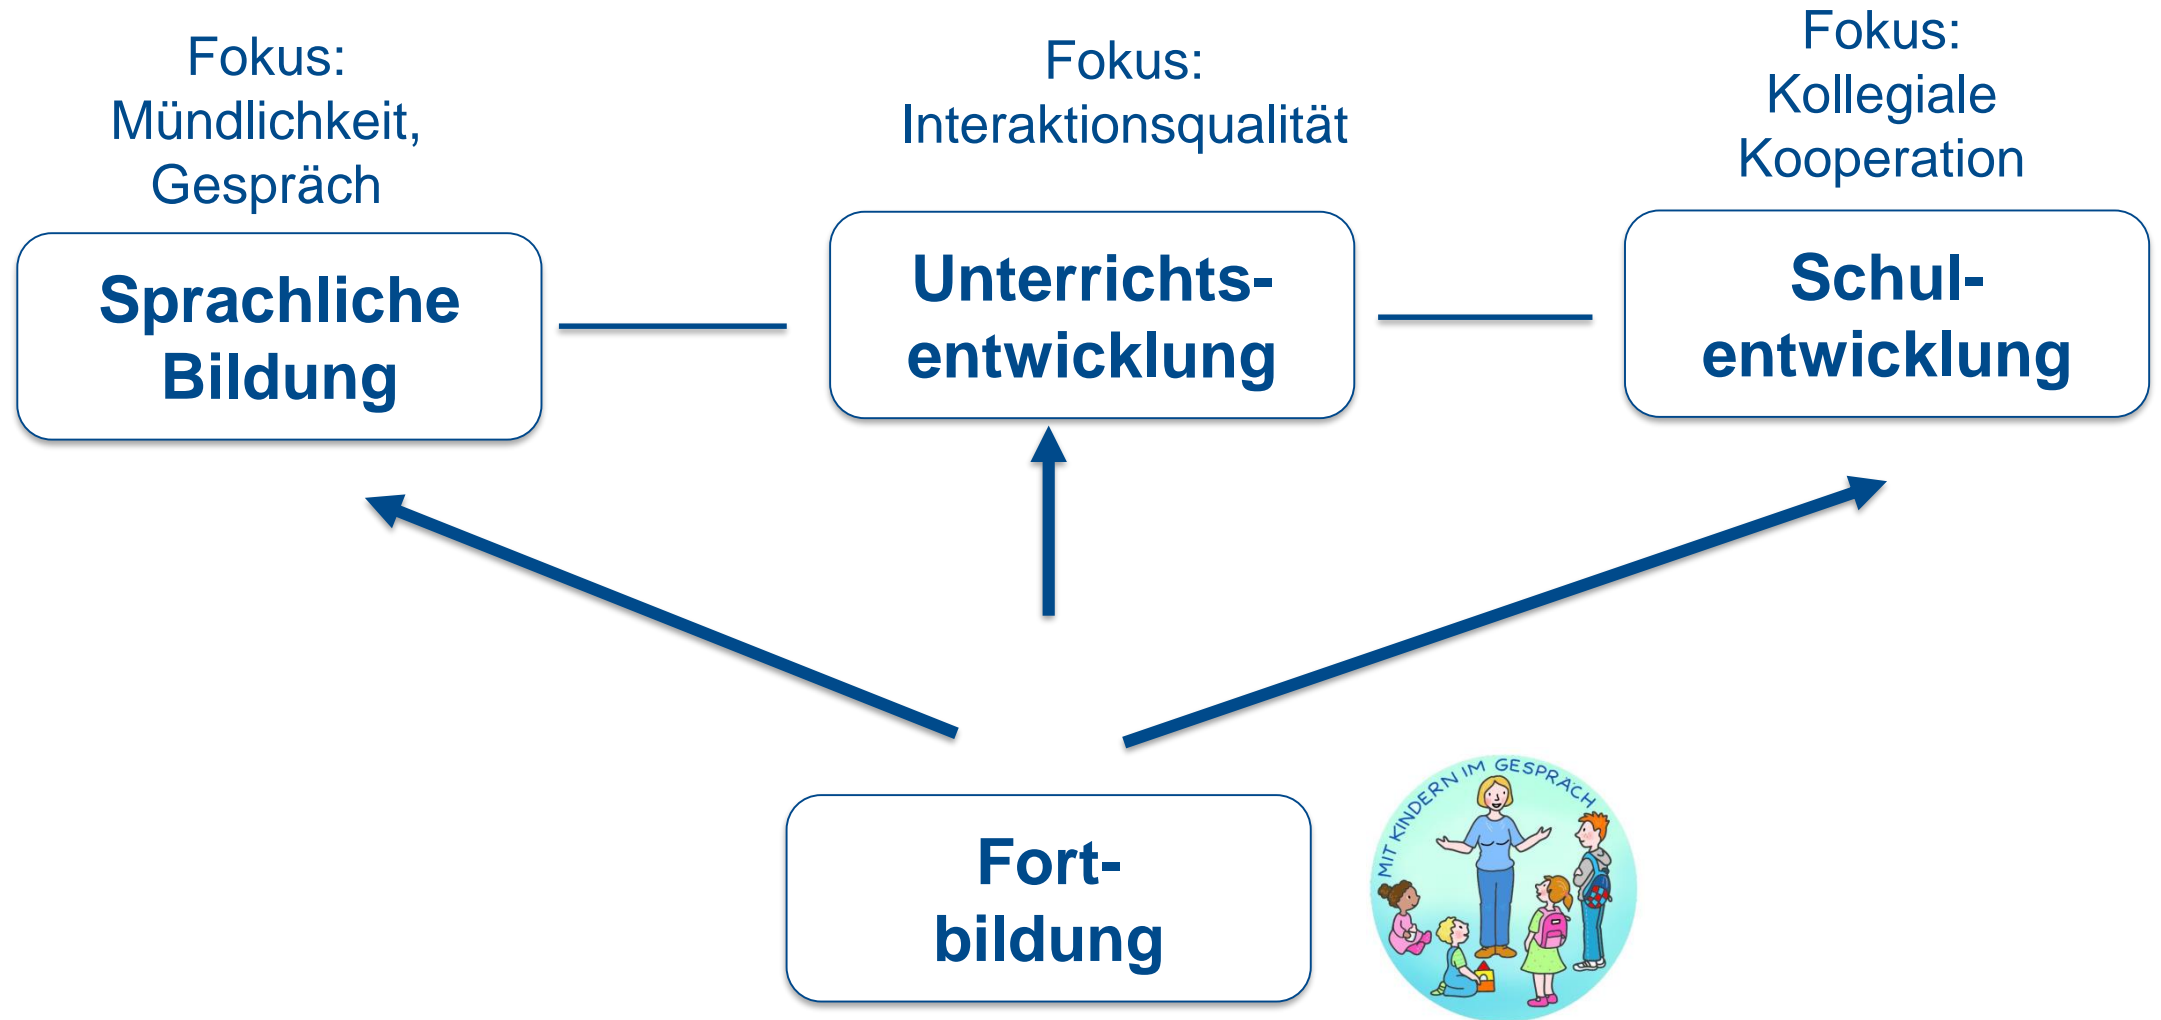 Fokus:
Mündlichkeit,
Gespräch
Fokus:
Interaktionsqualität
Fokus:
Kollegiale
Kooperation
Sprachliche
Bildung
Unterrichts-
entwicklung
Schul-
entwicklung
Fort-
bildung
MIT KINDERN IM GESPRÄCH